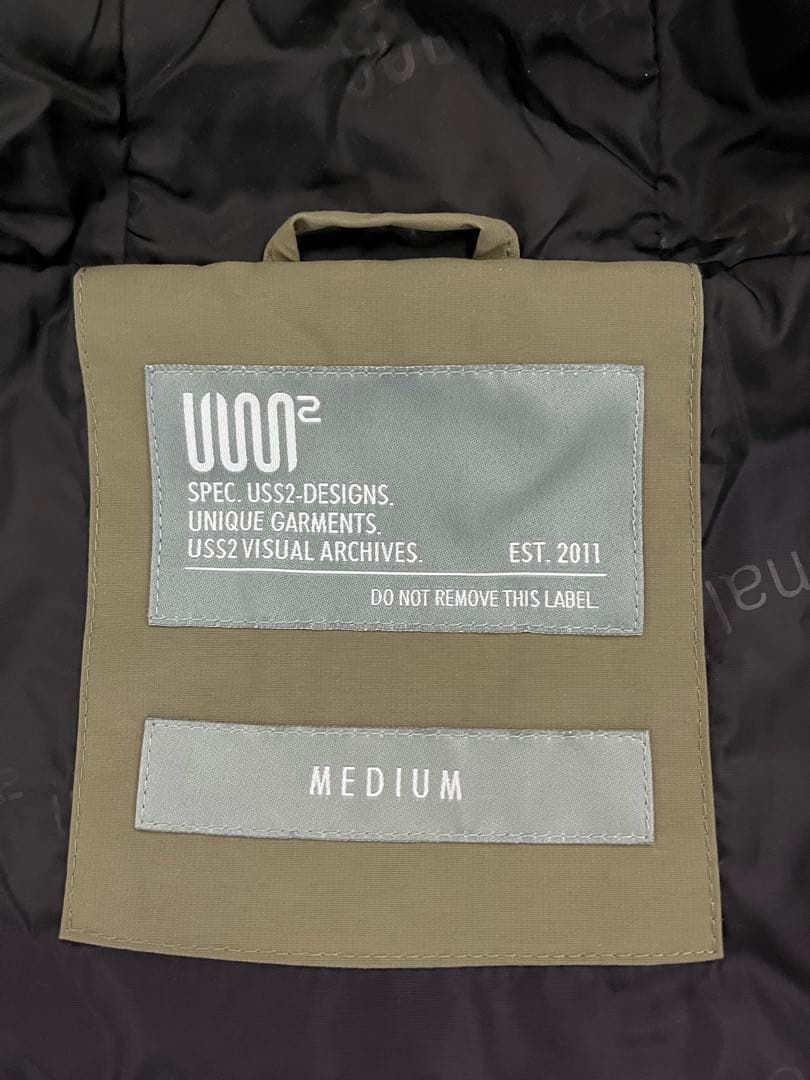 SPEC. USS2-DESIGNS.
UNIQUE GARMENTS.
USS2 VISUAL ARCHIVES. EST. 2011
DO NOT REMOVE THIS LABEL.
MEDIUM